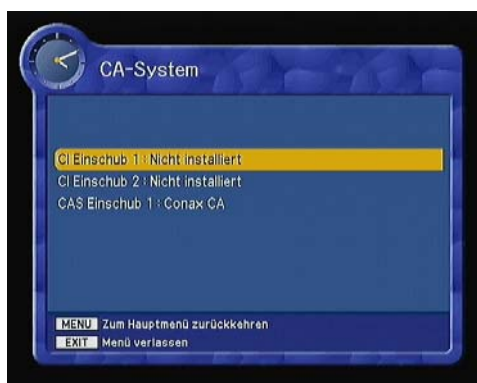 CA-System
CI Einschub 1 : Nicht installiert
CI Einschub 2 : Nicht installiert
CAS Einschub 1 : Conax CA
MENU Zum Hauptmenü zurückkehren
EXIT Menü verlassen